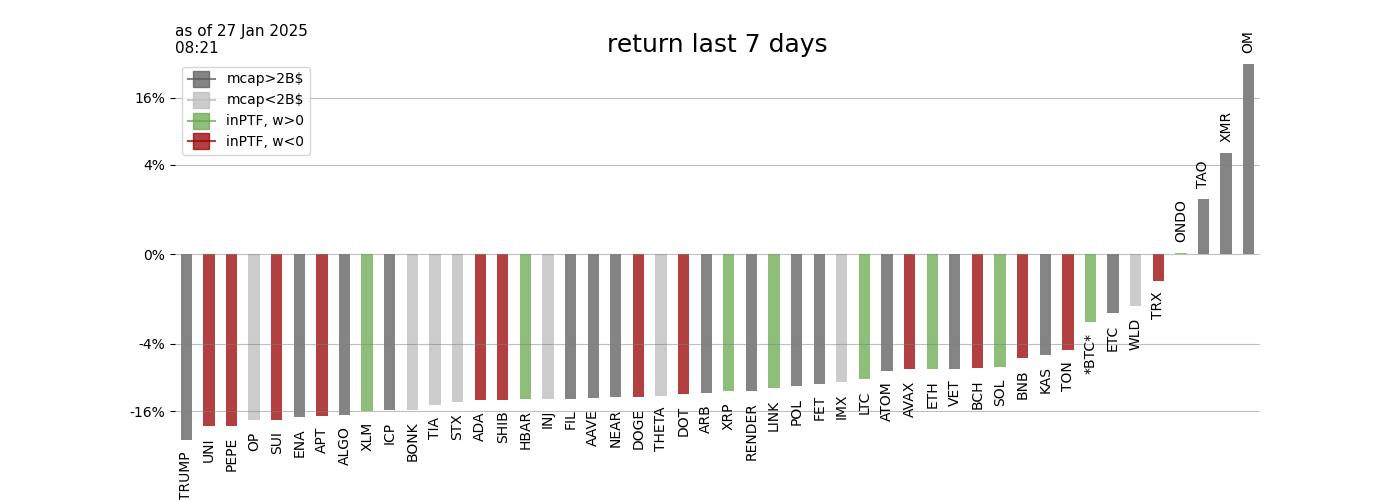 as of 27 Jan 2025
08:21
return last 7 days
mcap>2B$
mcap<2B$
inPTF, w>0
inPTF, w<0
16%
4%
0%
-4%
-16%
TRUMP
UNI
PEPE
OP
SUI
ENA
APT
ALGO
XLM
ICP
BONK
TIA
STX
ADA
SHIB
HBAR
INJ
FIL
AAVE
NEAR
DOGE
THETA
DOT
ARB
XRP
RENDER
LINK
POL
FET
IMX
LTC
ATOM
AVAX
ETH
VET
BCH
SOL
BNB
KAS
TON
*BTC*
ETC
WLD
TRX
ONDO
TAO
XMR
OM